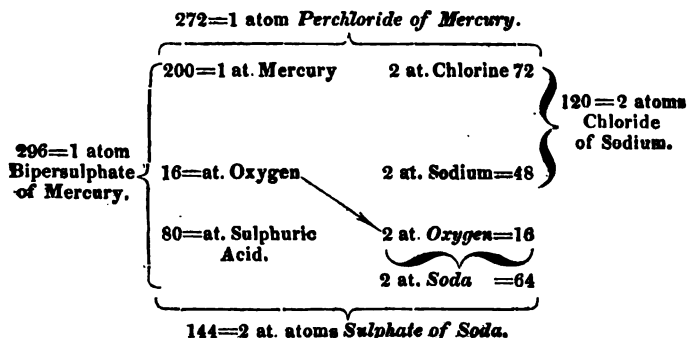 272=1 atom Perchloride of Mercury.
200=1 at. Mercury 2 at. Chlorine 72
120=2 atoms
Chloride
of Sodium.
296=1 atom
Bipersulphate
of Mercury.
16=at. Oxygen 2 at. Sodium=48
80=at. Sulphuric
Acid.
2 at. Oxygen=16
2 at. Soda =64
144=2 at. atoms Sulphate of Soda.